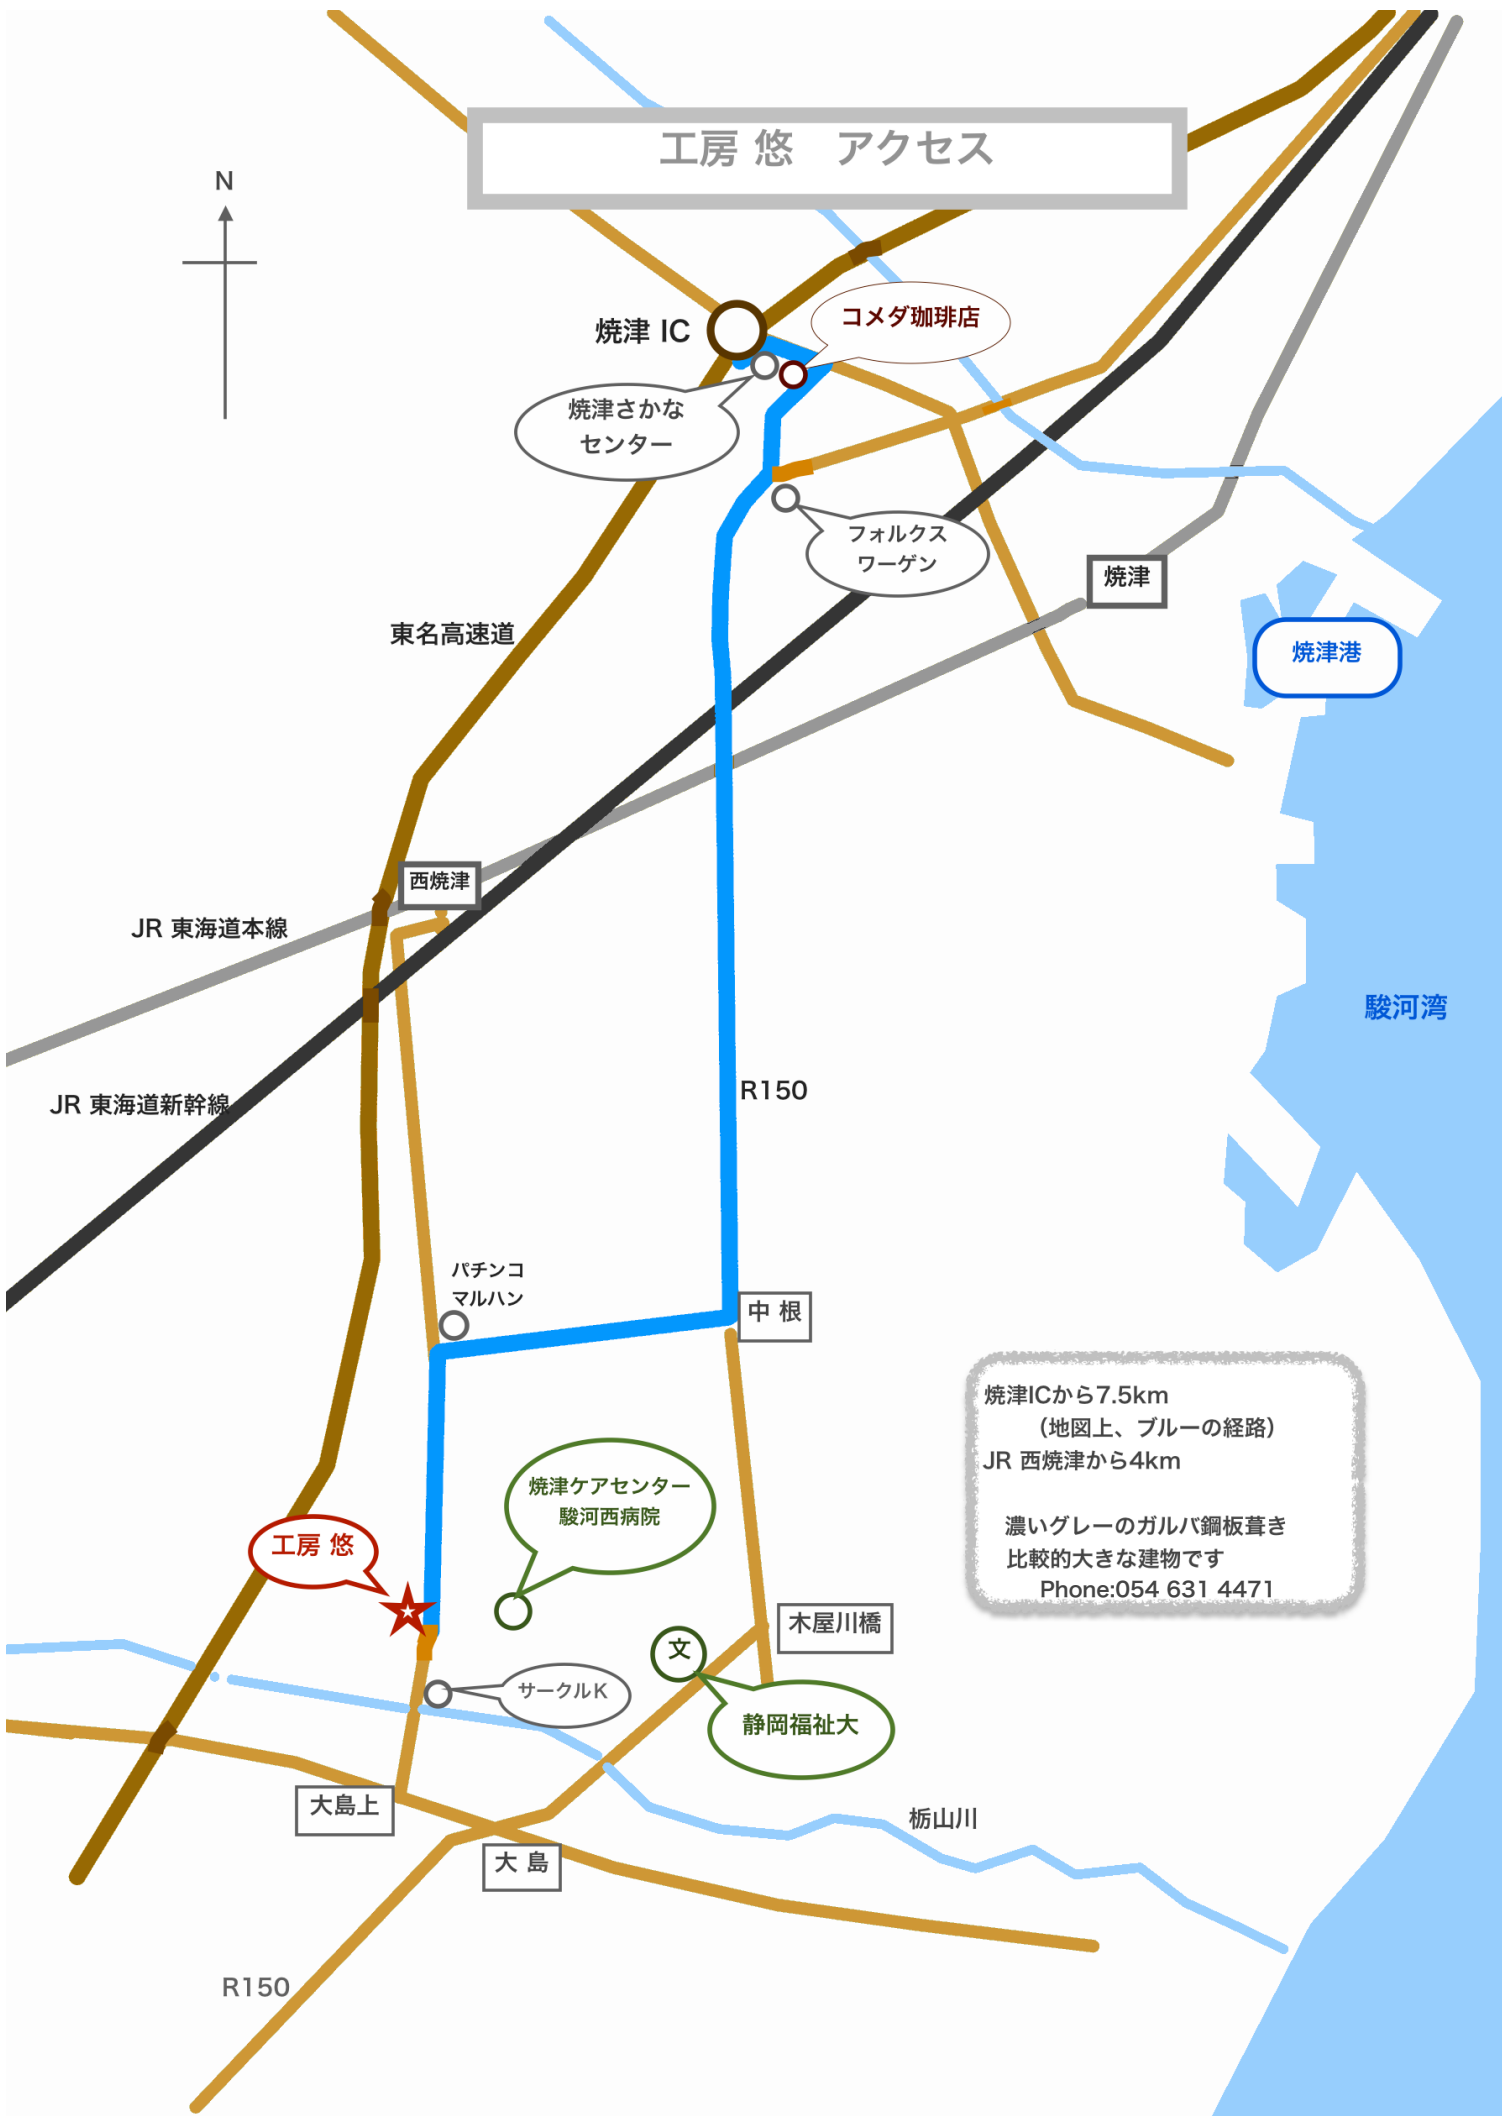 工房 悠　アクセス
N
焼津 IC
コメダ珈琲店
焼津さかな
センター
フォルクス
ワーゲン
焼津
東名高速道
焼津港
西焼津
JR 東海道本線
駿河湾
R150
JR 東海道新幹線
パチンコ
マルハン
中 根
焼津ICから7.5km
（地図上、ブルーの経路）
JR 西焼津から4km
濃いグレーのガルバ鋼板葺き
比較的大きな建物です
Phone:054 631 4471
焼津ケアセンター
駿河西病院
工房 悠
木屋川橋
文
サークルK
静岡福祉大
大島上
栃山川
大 島
R150